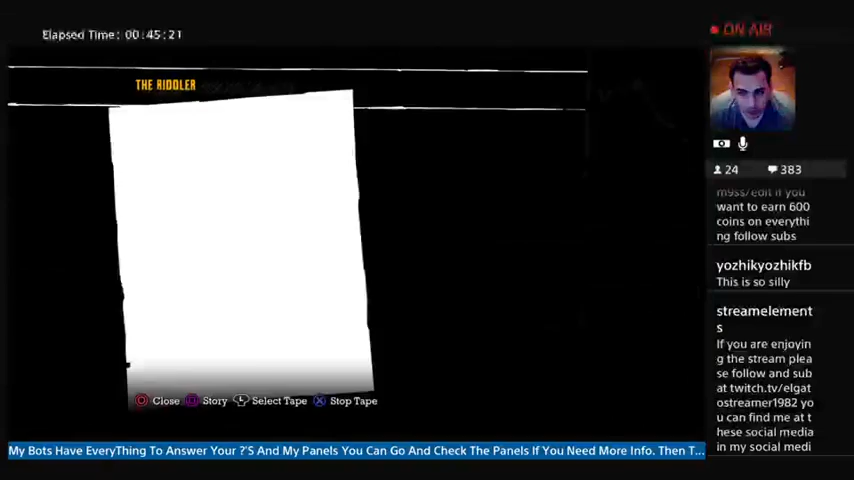 Elapsed Time: 00:45:21
ON AIR
THE RIDDLER
24 383
m9ss/edit if you
want to earn 600
coins on everythi
ng follow subs
yozhikyozhikfb
This is so silly
streamelement
s
If you are enjoyin
g the stream plea
se follow and sub
at twitch.tv/elgat
ostreamer1982 yo
u can find me at t
hese social media
in my social medi
Close Story Select Tape Stop Tape
My Bots Have EveryThing To Answer Your ?'S And My Panels You Can Go And Check The Panels If You Need More Info. Then T...